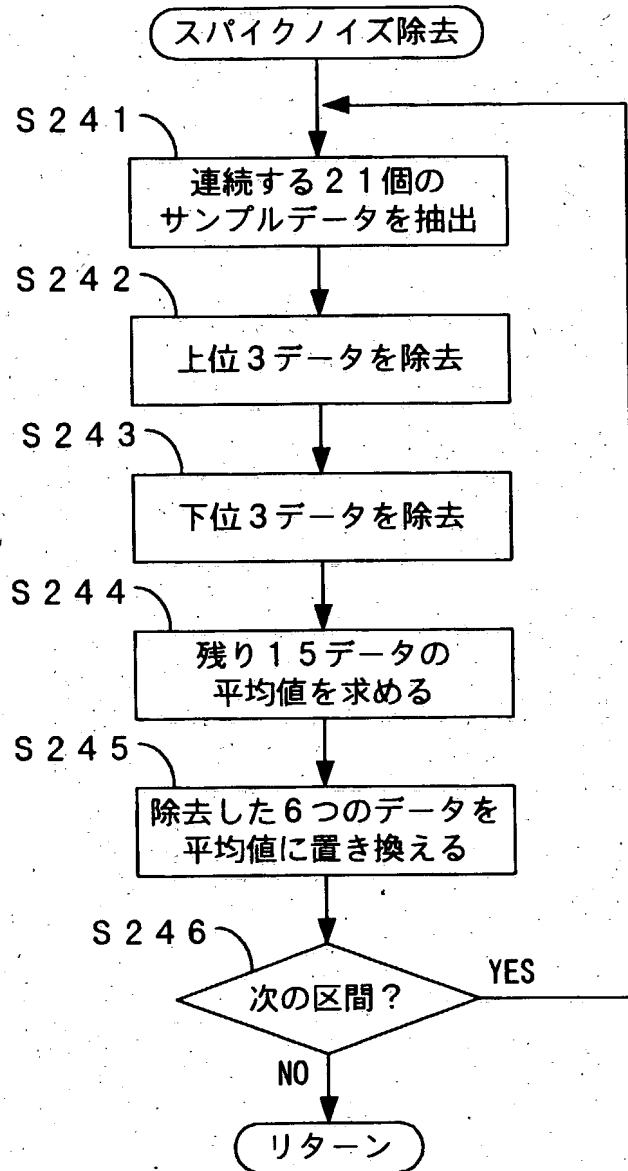 スパイクノイズ除去
S241
連続する21個の
サンプルデータを抽出
S242
上位3データを除去
S243
下位3データを除去
S244
残り15データの
平均値を求める
S245
除去した6つのデータを
平均値に置き換える
S246
次の区間?
YES
NO
リターン